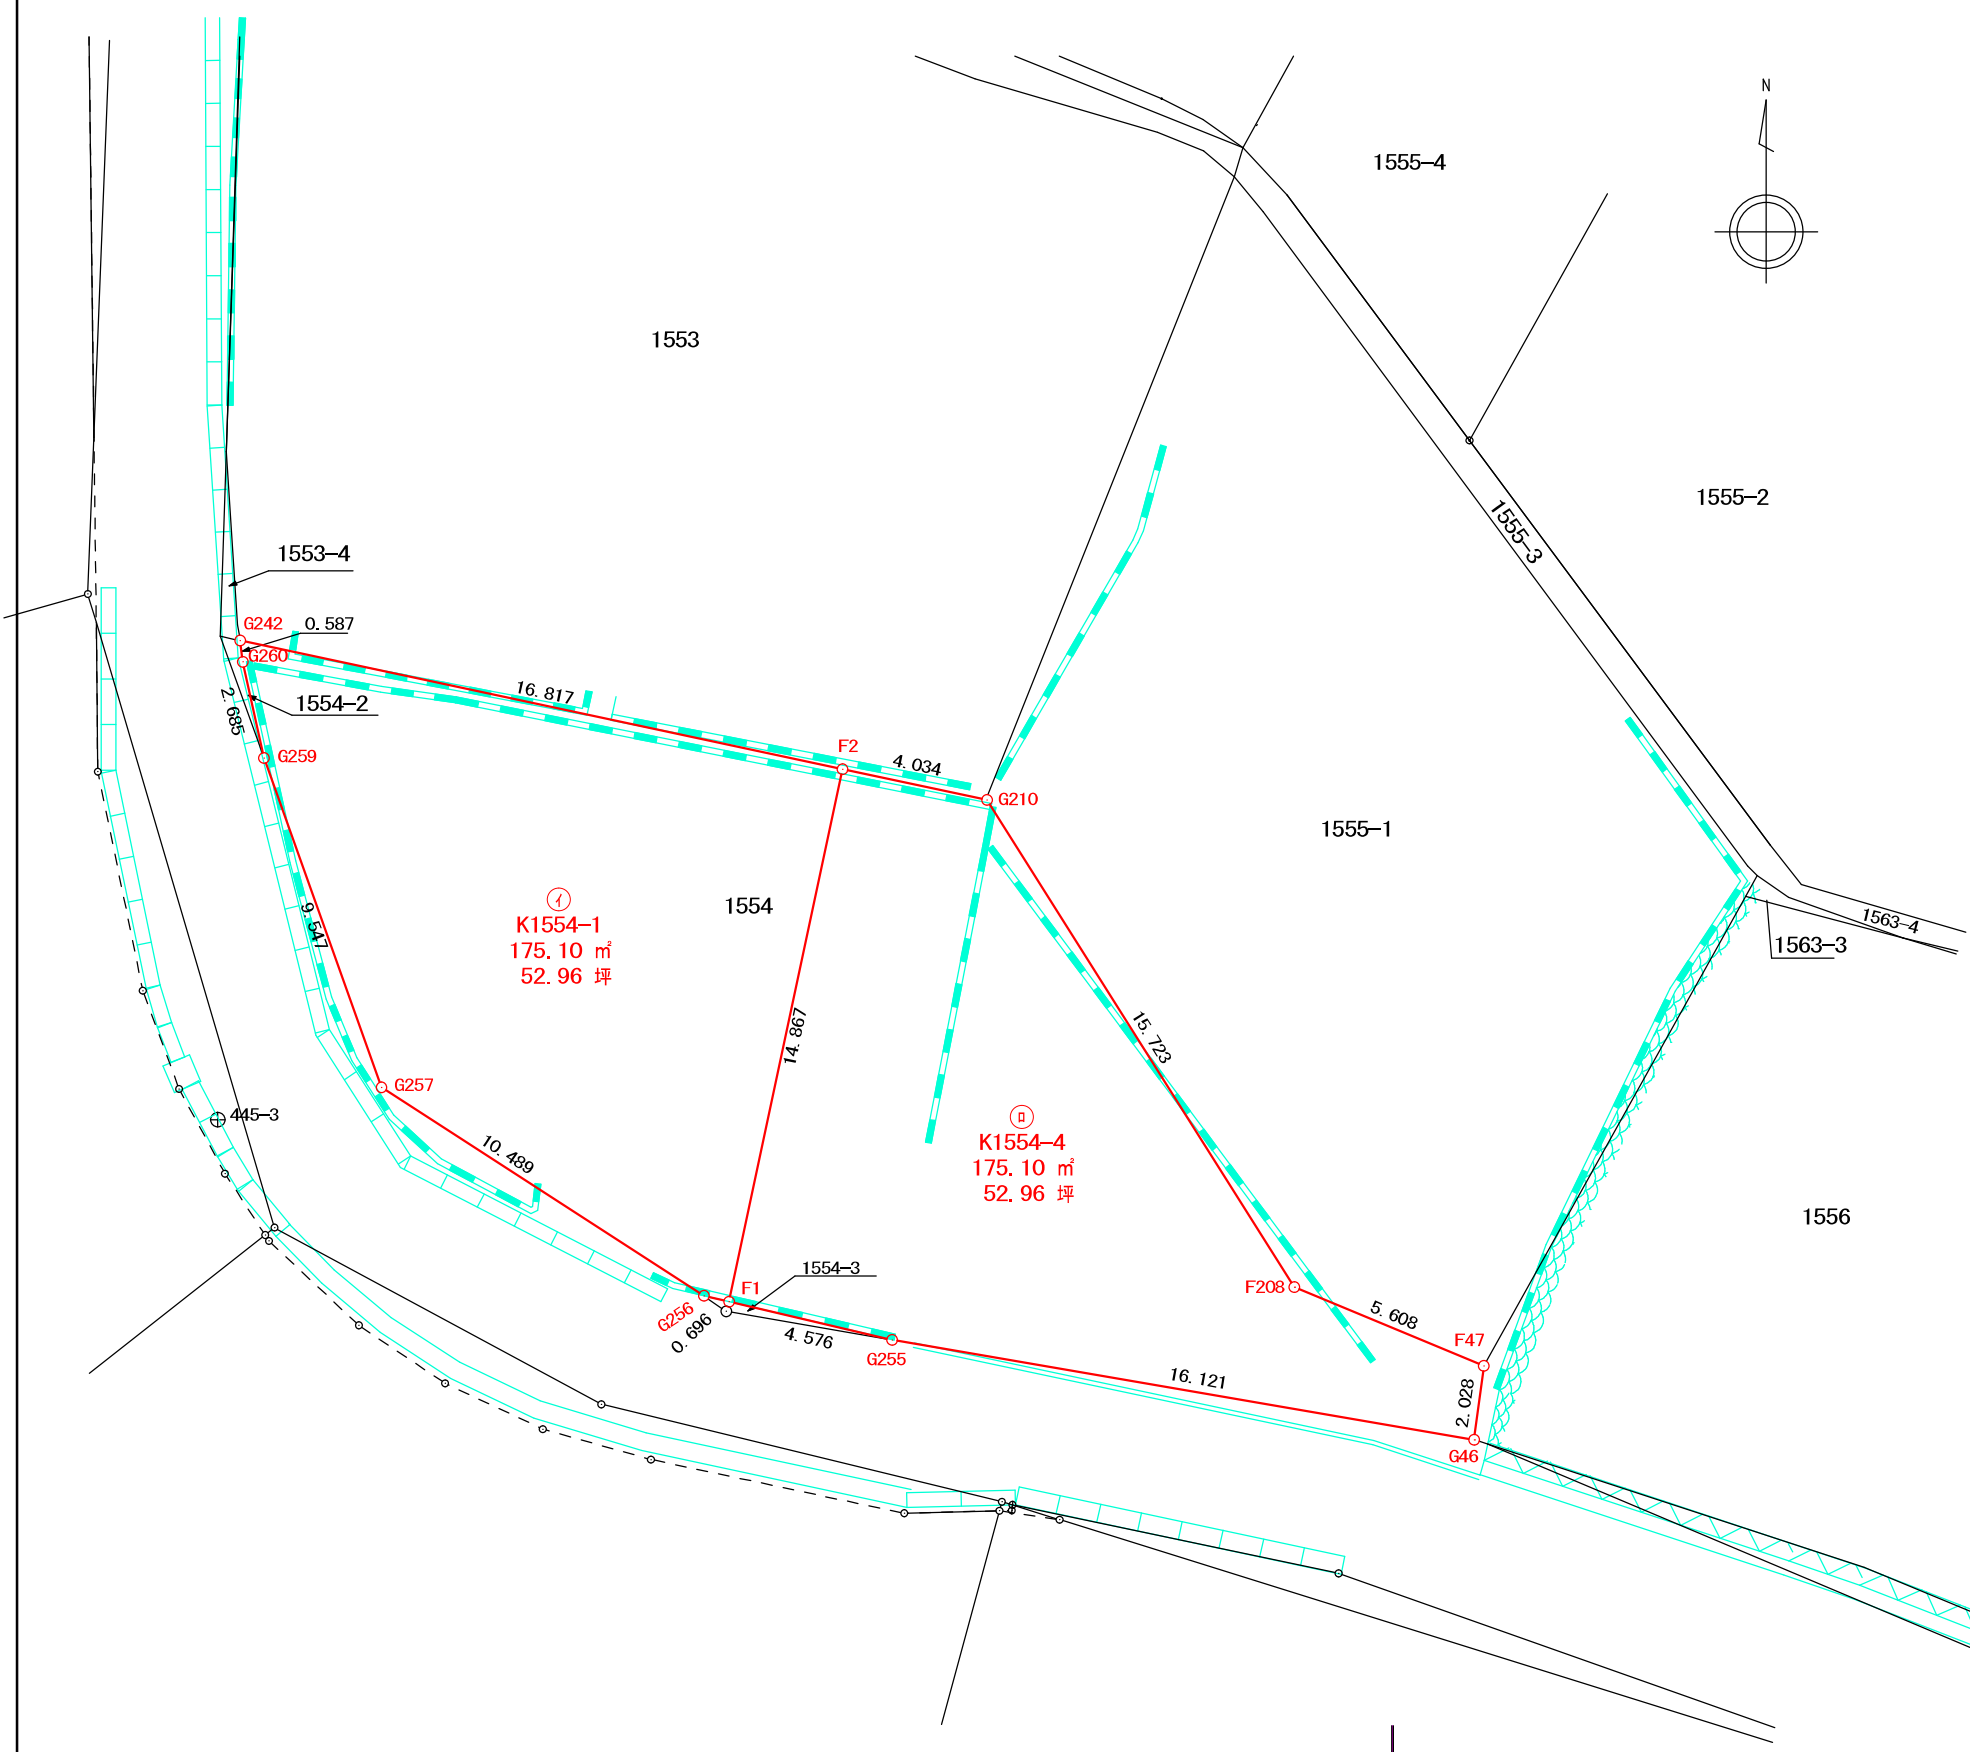 N
1555-4
1553
1555-2
1555-3
1553-4
G242
0.587
G260
2.685
1554-2
16.817
G259
F2
4.034
G210
1555-1
㋑
K1554-1
175.10 ㎡
52.96 坪
1554
9.547
1563-4
1563-3
14.867
15.723
G257
445-3
10.489
㋺
K1554-4
175.10 ㎡
52.96 坪
1556
1554-3
F1
G256
0.696
4.576
G255
F208
5.608
F47
16.121
2.028
G46